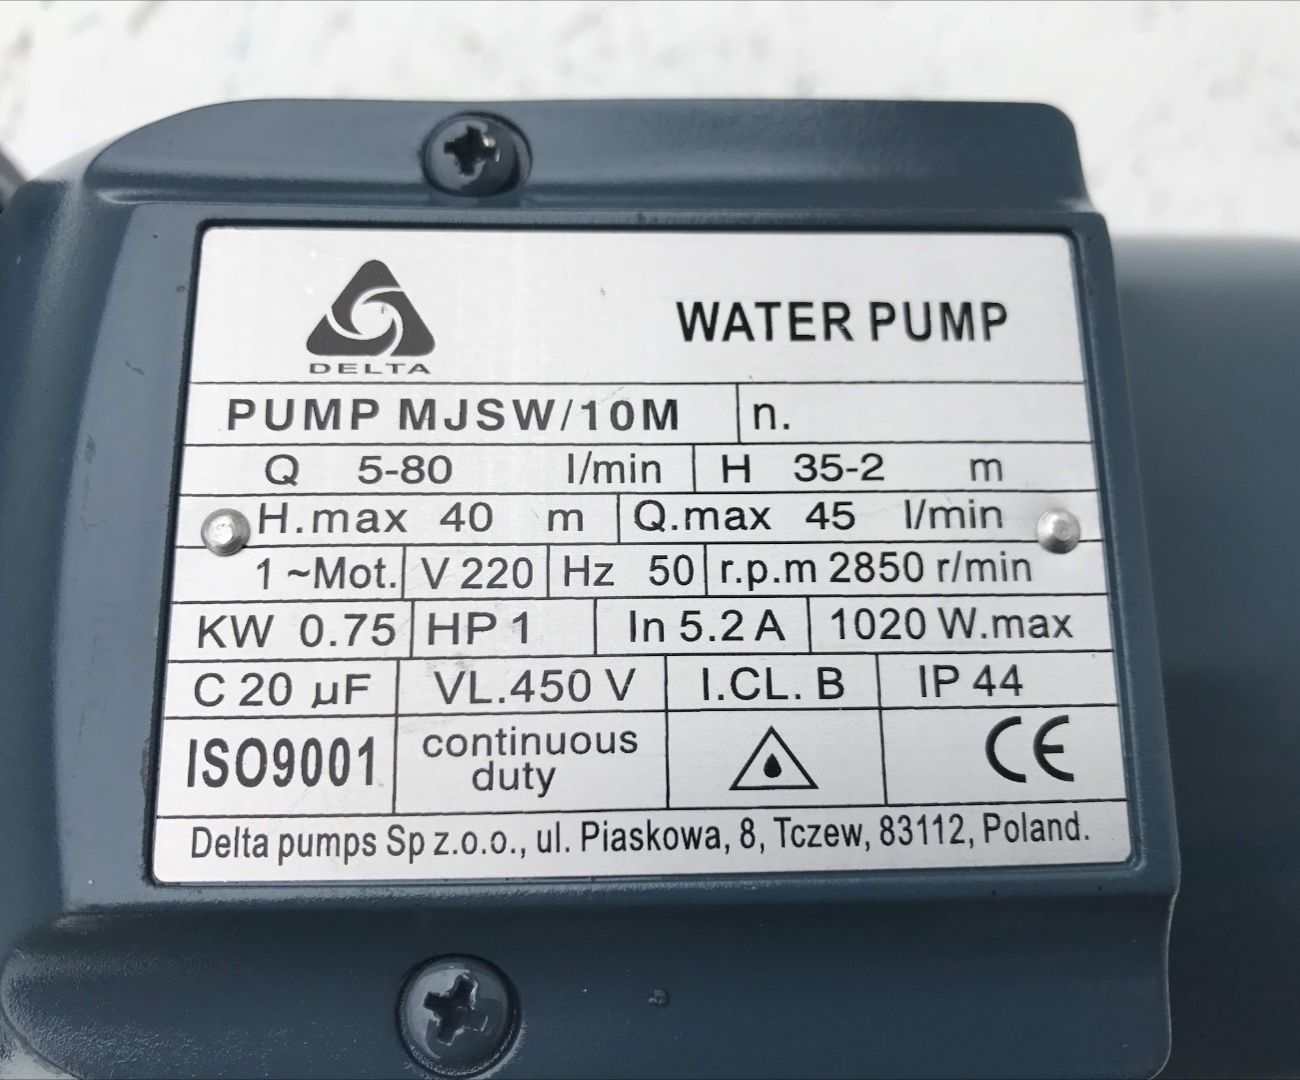 DELTA
WATER PUMP
PUMP MJSW/10M n.
Q 5-80 l/min H 35-2 m
H.max 40 m Q.max 45 l/min
1~Mot. V 220 Hz 50 r.p.m 2850 r/min
KW 0.75 HP 1 In 5.2 A 1020 W.max
C 20 µF VL.450 V I.CL. B IP 44
ISO9001 continuous duty CE
Delta pumps Sp z.o.o., ul. Piaskowa, 8, Tczew, 83112, Poland.